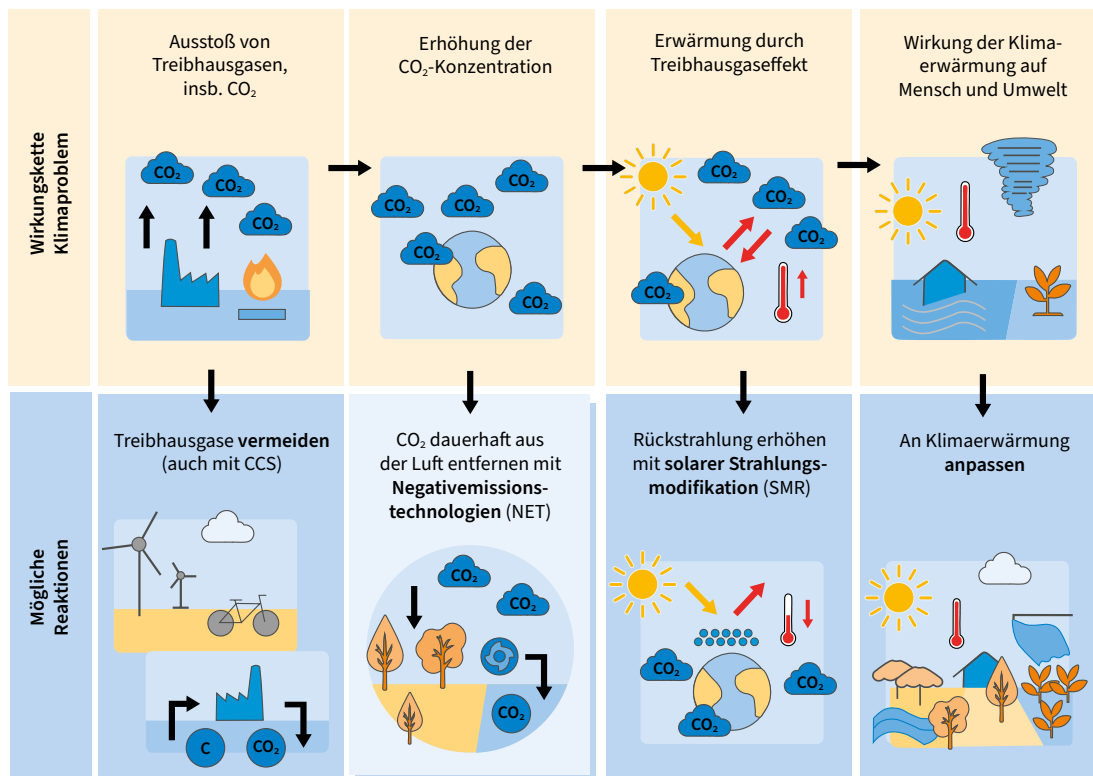 Wirkungskette
Klimaproblem
Ausstoß von
Treibhausgasen,
insb. CO₂
CO₂
CO₂
CO₂
Erhöhung der
CO₂-Konzentration
CO₂
CO₂
CO₂
CO₂
CO₂
Erwärmung durch
Treibhausgaseffekt
CO₂
CO₂
CO₂
CO₂
Wirkung der Klima-
erwärmung auf
Mensch und Umwelt
Mögliche
Reaktionen
Treibhausgase vermeiden
(auch mit CCS)
C
CO₂
CO₂ dauerhaft aus
der Luft entfernen mit
Negativemissions-
technologien (NET)
CO₂
CO₂
CO₂
Rückstrahlung erhöhen
mit solarer Strahlungs-
modifikation (SMR)
CO₂
CO₂
CO₂
An Klimaerwärmung
anpassen